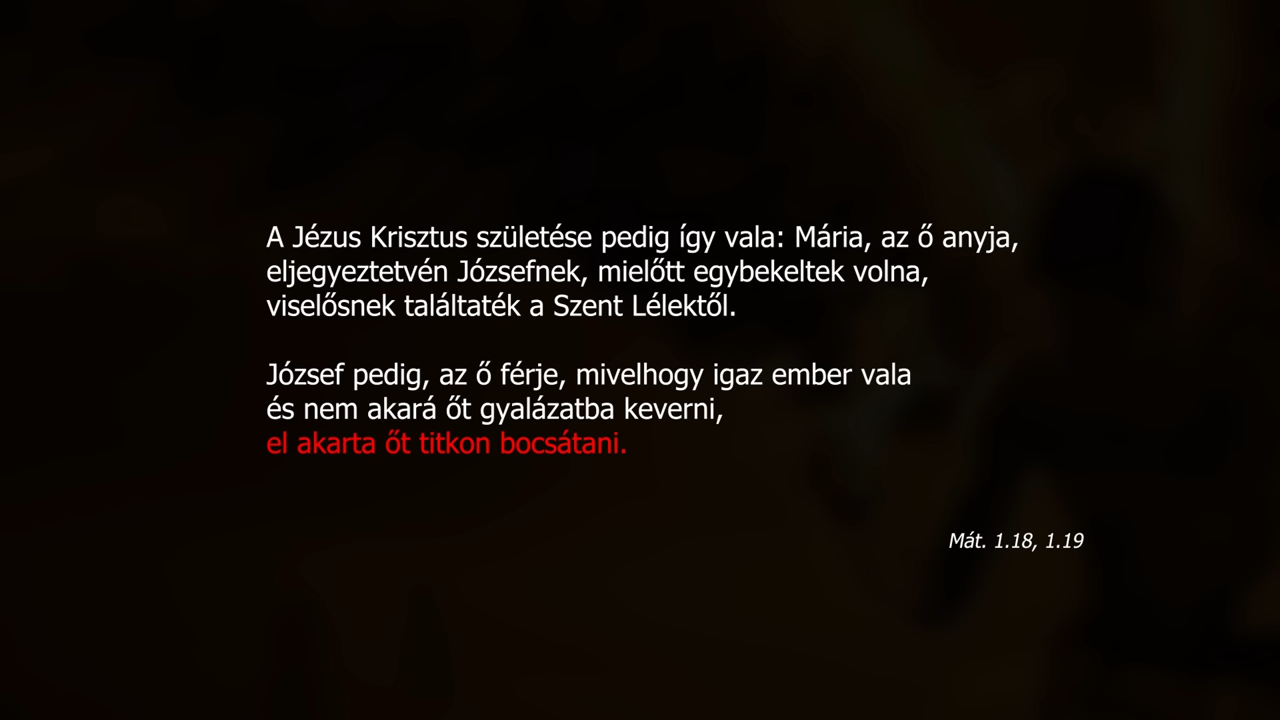 A Jézus Krisztus születése pedig így vala: Mária, az ő anyja,
eljegyeztetvén Józsefnek, mielőtt egybekeltek volna,
viselősnek találtaték a Szent Lélektől.
József pedig, az ő férje, mivelhogy igaz ember vala
és nem akará őt gyalázatba keverni,
el akarta őt titkon bocsátani.
Mát. 1.18, 1.19